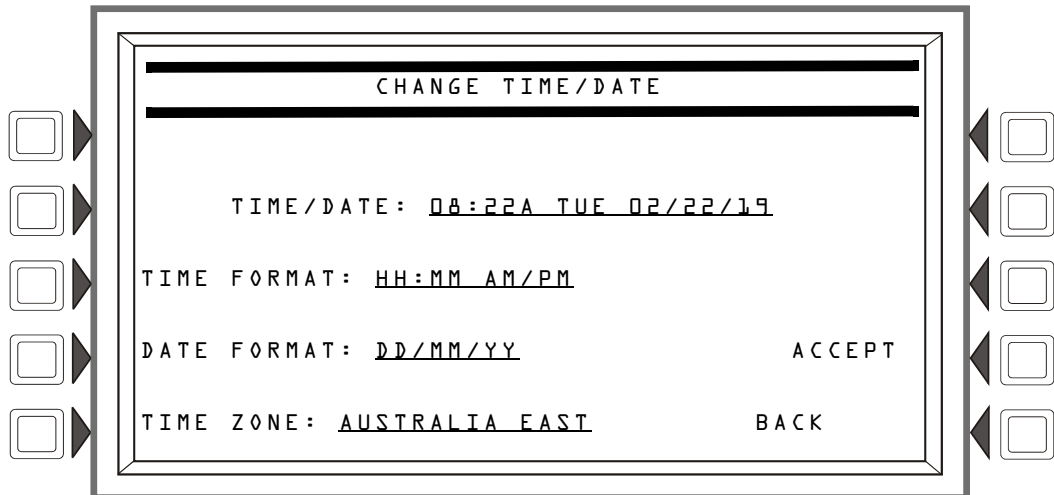 CHANGE TIME/DATE
TIME/DATE: 08:22A TUE 02/22/19
TIME FORMAT: HH:MM AM/PM
DATE FORMAT: DD/MM/YY ACCEPT
TIME ZONE: AUSTRALIA EAST BACK